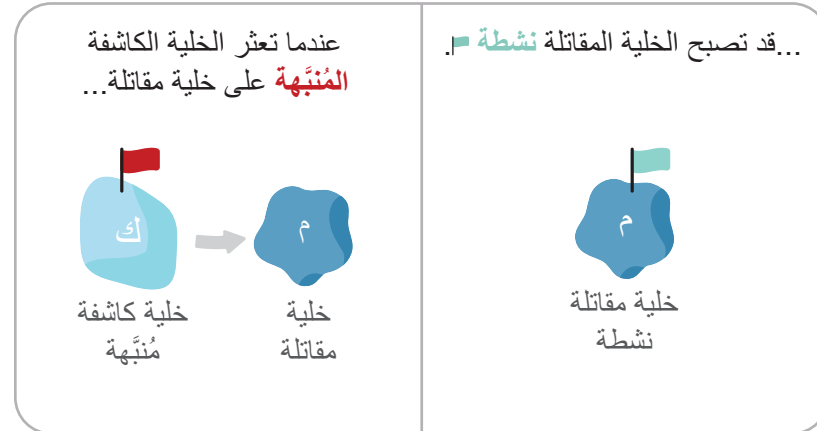 عندما تعثر الخلية الكاشفة
المُنبَّهة على خلية مقاتلة...
ك
م
خلية كاشفة
مُنبَّهة
خلية
مقاتلة
...قد تصبح الخلية المقاتلة نشطة.
م
خلية مقاتلة
نشطة